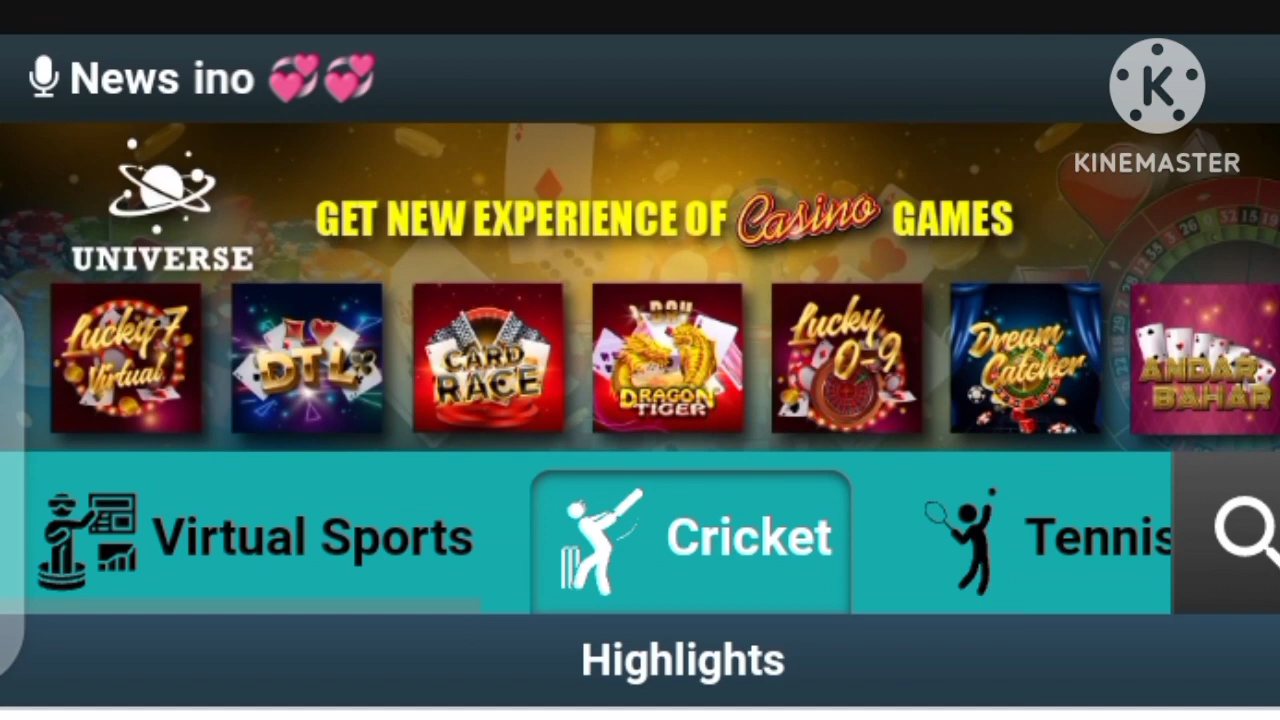 News ino 💞💞
KINEMASTER
UNIVERSE
GET NEW EXPERIENCE OF Casino GAMES
Lucky 7
Virtual
DTL
CARD
RACE
DRAGON
TIGER
Lucky
0-9
Dream
Catcher
ANDAR
BAHAR
Virtual Sports
Cricket
Tennis
Highlights